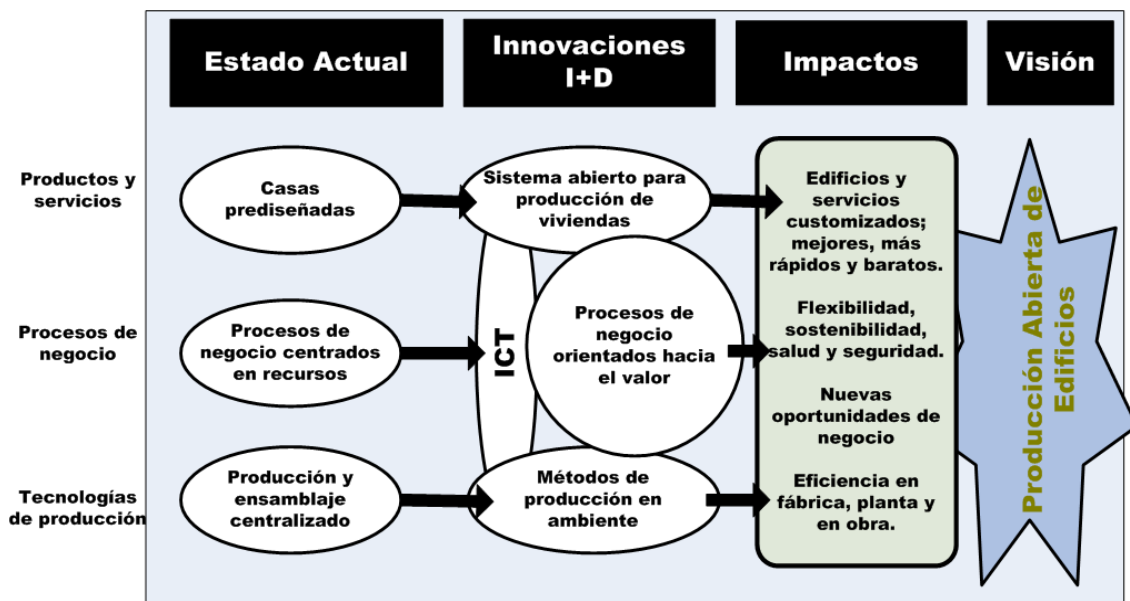 Estado Actual
Innovaciones
I+D
Impactos
Visión
Productos y
servicios
Casas
prediseñadas
Sistema abierto para
producción de
viviendas
Edificios y
servicios
customizados;
mejores, más
rápidos y baratos.
Procesos de
negocio
Procesos de
negocio centrados
en recursos
ICT
Procesos de
negocio
orientados hacia
el valor
Flexibilidad,
sostenibilidad,
salud y seguridad.
Nuevas
oportunidades de
negocio
Tecnologías
de producción
Producción y
ensamblaje
centralizado
Métodos de
producción en
ambiente
Eficiencia en
fábrica, planta y
en obra.
Producción Abierta de
Edificios